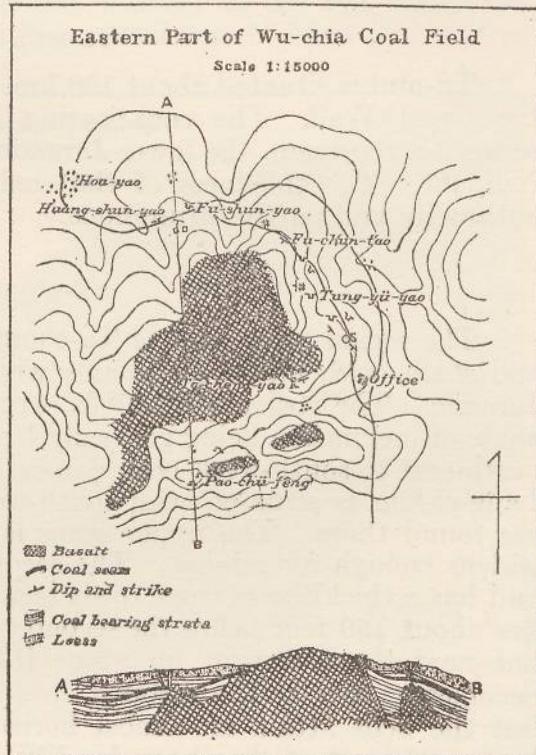 Eastern Part of Wu-chia Coal Field
Scale 1:15000
A
Hou-yao
Huang-shun-yao
Fu-shun-yao
Fu-chun-tao
Tung-yü-yao
Office
Pao-chü-feng
B
Basalt
Coal seam
Dip and strike
Coal bearing strata
Loess
A
B